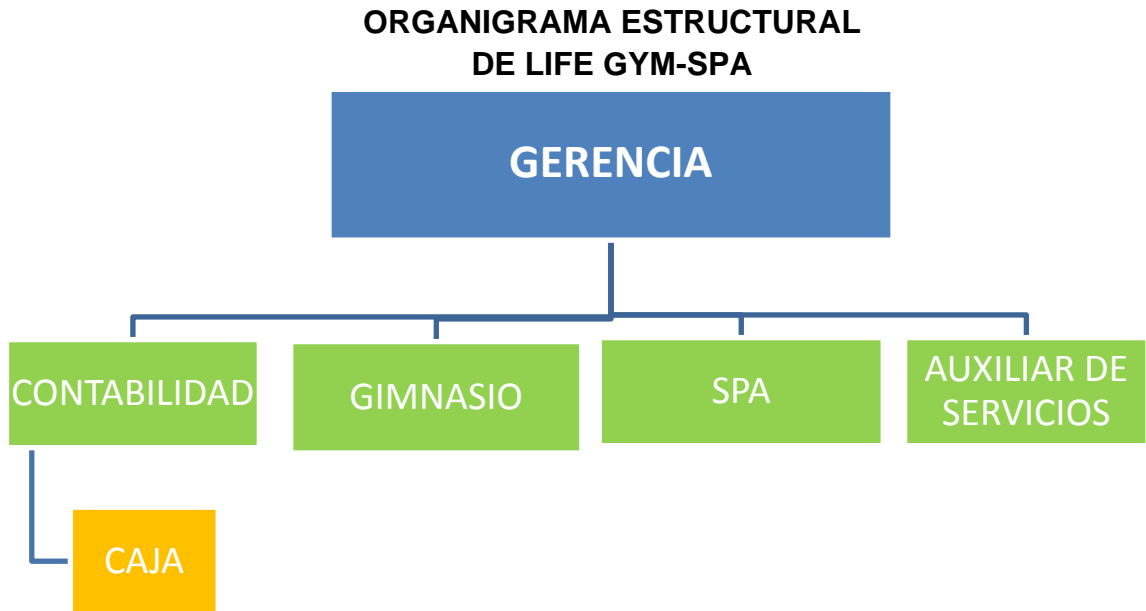 ORGANIGRAMA ESTRUCTURAL
DE LIFE GYM-SPA
GERENCIA
CONTABILIDAD
GIMNASIO
SPA
AUXILIAR DE
SERVICIOS
CAJA